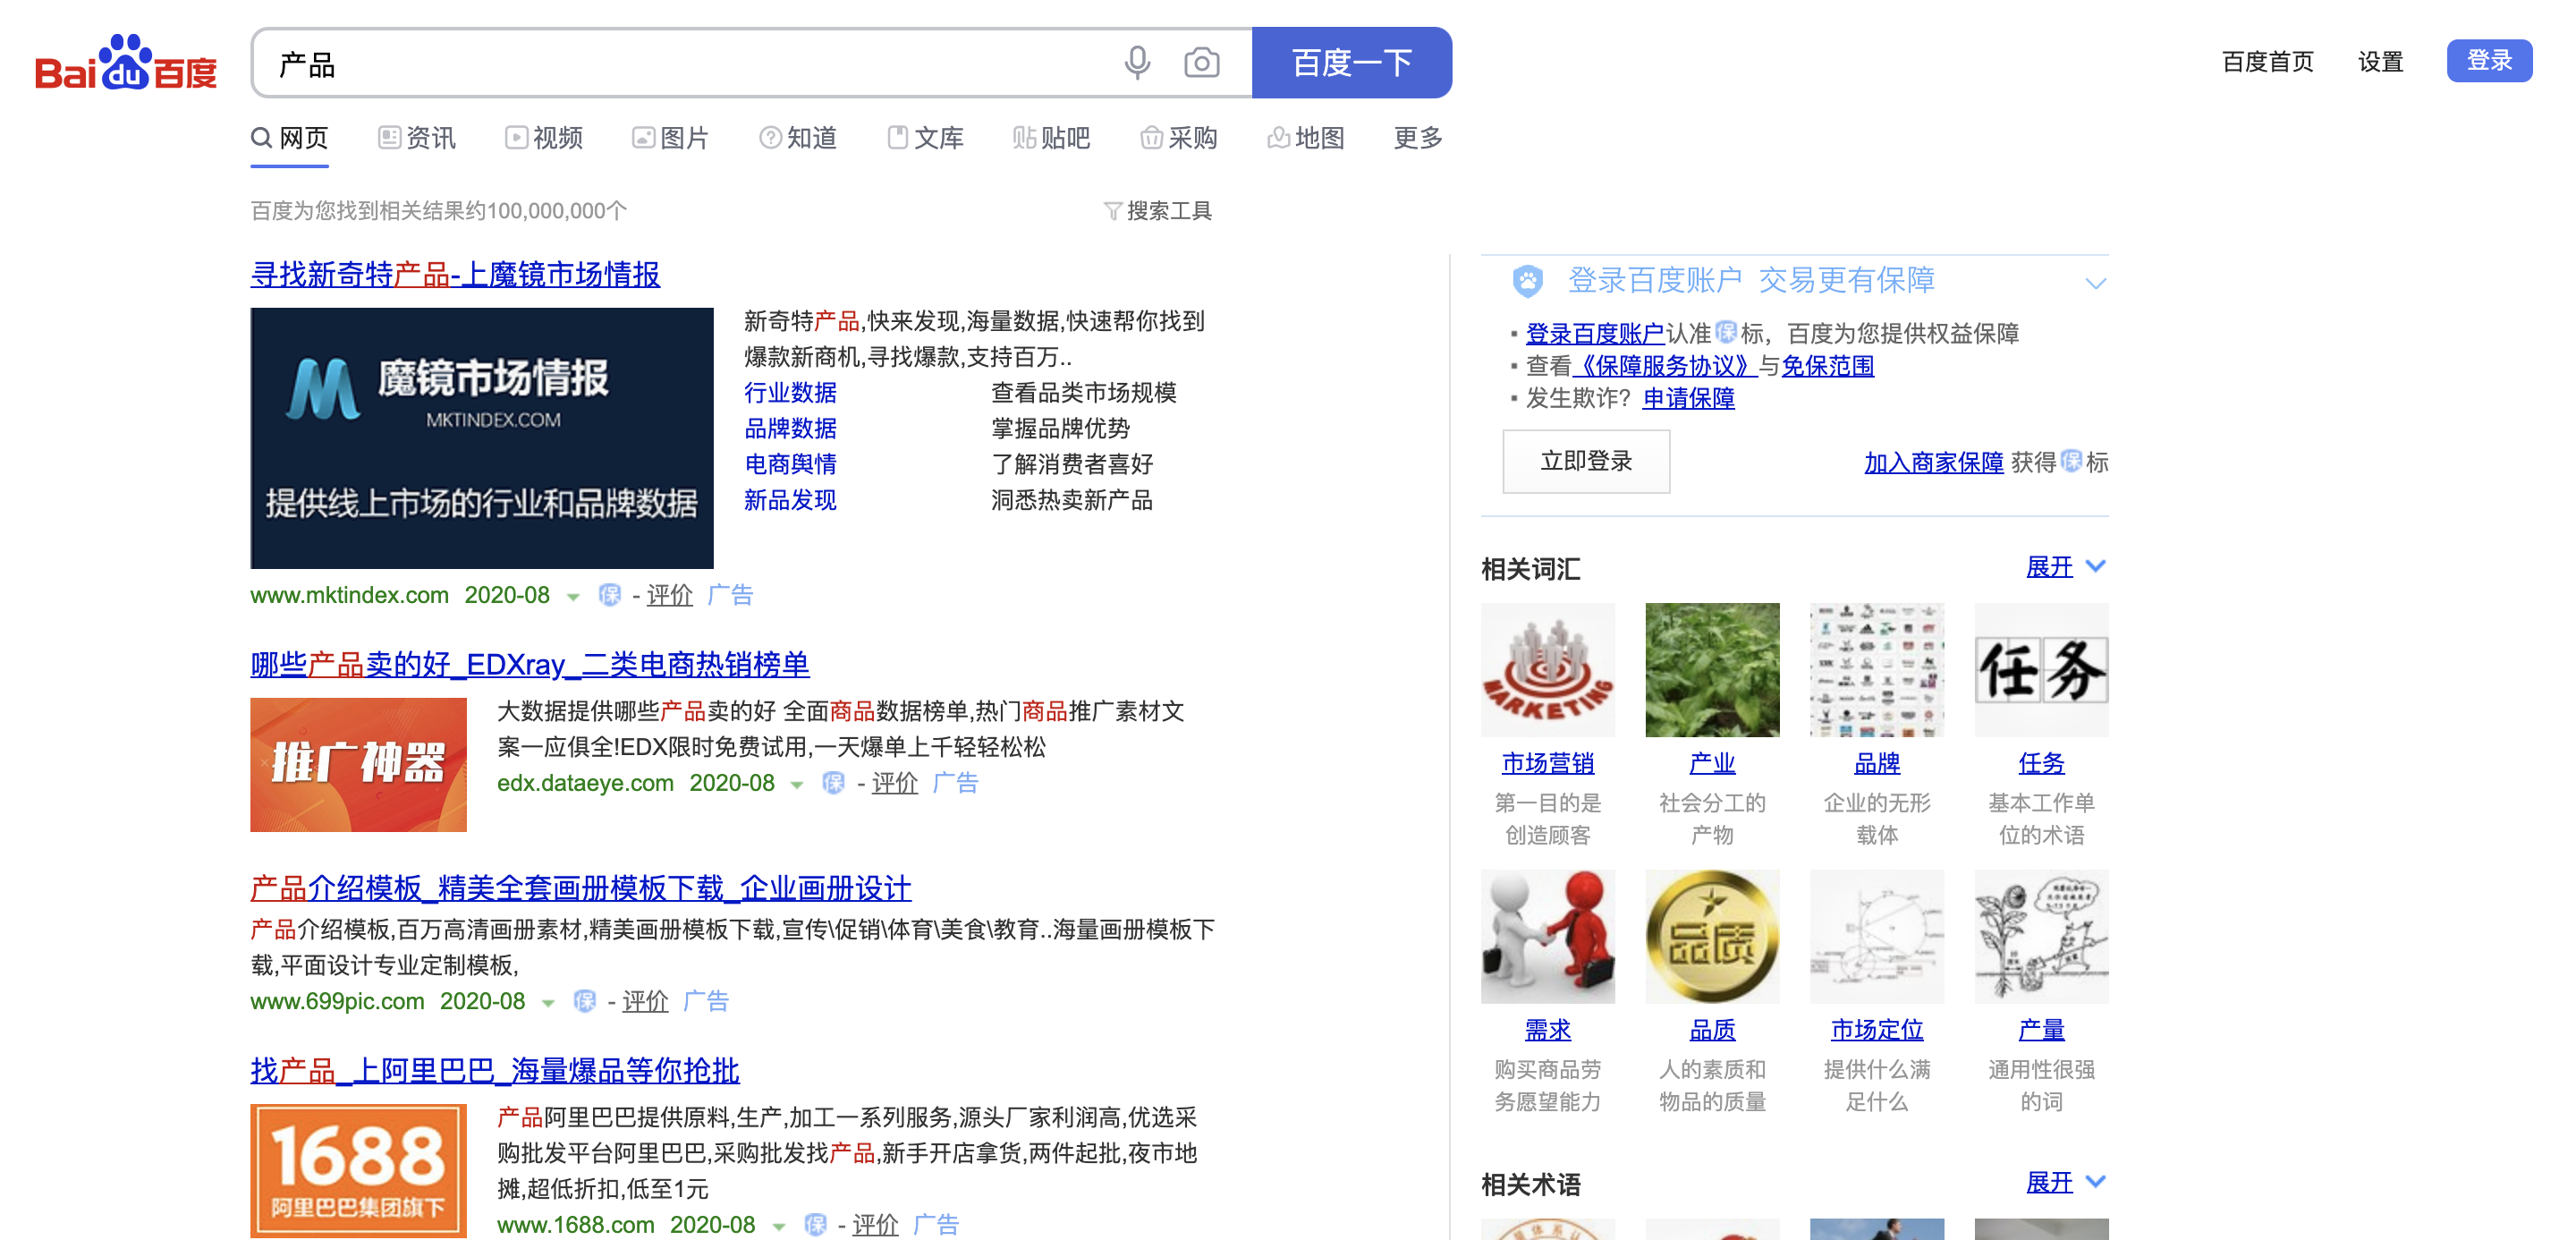 Baidu百度
产品
百度一下
百度首页 设置 登录
网页 资讯 视频 图片 知道 文库 贴吧 采购 地图 更多
百度为您找到相关结果约100,000,000个
搜索工具
寻找新奇特产品-上魔镜市场情报
魔镜市场情报
MKTINDEX.COM
提供线上市场的行业和品牌数据
新奇特产品,快来发现,海量数据,快速帮你找到
爆款新商机,寻找爆款,支持百万..
行业数据 查看品类市场规模
品牌数据 掌握品牌优势
电商舆情 了解消费者喜好
新品发现 洞悉热卖新产品
www.mktindex.com 2020-08 保 - 评价 广告
哪些产品卖的好_EDXray_二类电商热销榜单
推广神器
大数据提供哪些产品卖的好 全面商品数据榜单,热门商品推广素材文
案一应俱全!EDX限时免费试用,一天爆单上千轻轻松松
edx.dataeye.com 2020-08 保 - 评价 广告
产品介绍模板_精美全套画册模板下载_企业画册设计
产品介绍模板,百万高清画册素材,精美画册模板下载,宣传\促销\体育\美食\教育..海量画册模板下
载,平面设计专业定制模板,
www.699pic.com 2020-08 保 - 评价 广告
找产品_上阿里巴巴_海量爆品等你抢批
1688
阿里巴巴集团旗下
产品阿里巴巴提供原料,生产,加工一系列服务,源头厂家利润高,优选采
购批发平台阿里巴巴,采购批发找产品,新手开店拿货,两件起批,夜市地
摊,超低折扣,低至1元
www.1688.com 2020-08 保 - 评价 广告
登录百度账户 交易更有保障
登录百度账户认准保标，百度为您提供权益保障
查看《保障服务协议》与免保范围
发生欺诈？申请保障
立即登录
加入商家保障 获得保标
相关词汇 展开
MARKETING
任务
市场营销 产业 品牌 任务
第一目的是 社会分工的 企业的无形 基本工作单
创造顾客 产物 载体 位的术语
品质
需求 品质 市场定位 产量
购买商品劳 人的素质和 提供什么满 通用性很强
务愿望能力 物品的质量 足什么 的词
相关术语 展开